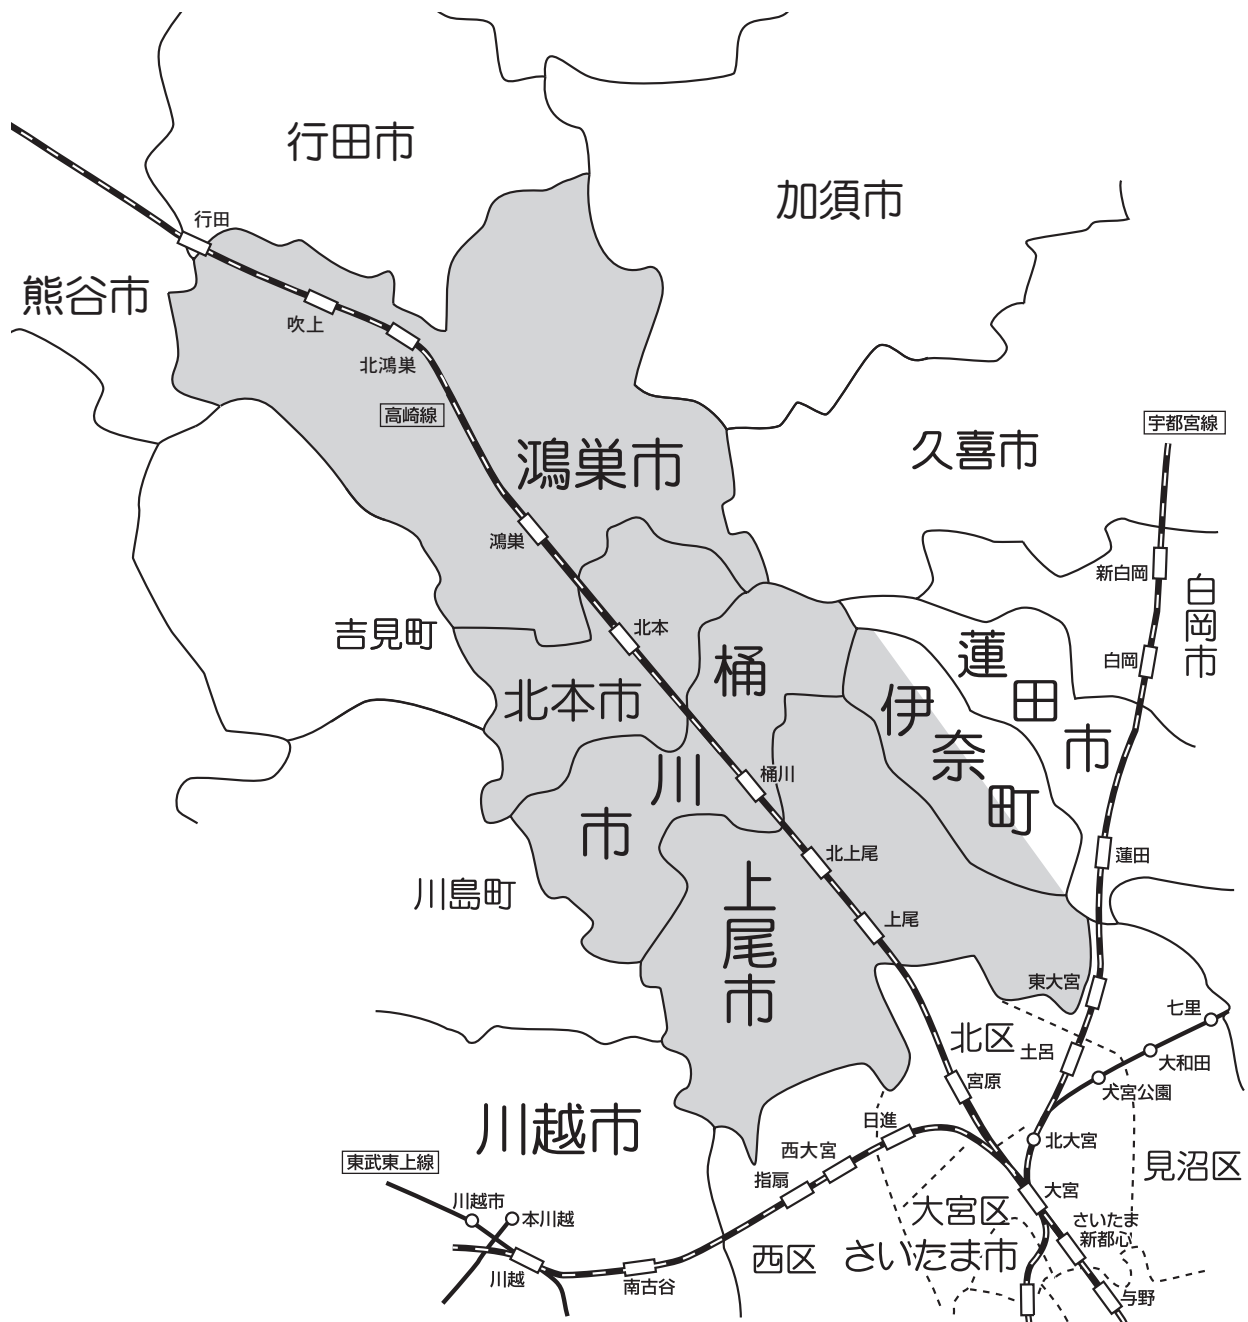 行田市
加須市
行田
熊谷市
吹上
北鴻巣
高崎線
鴻巣市
久喜市
宇都宮線
鴻巣
新白岡
白岡市
吉見町
北本
白岡
蓮田市
北本市
桶川市
伊奈町
桶川
北上尾
蓮田
川島町
上尾市
上尾
東大宮
七里
北区
土呂
大和田
宮原
犬宮公園
川越市
日進
北大宮
西大宮
見沼区
東武東上線
指扇
大宮
川越市
本川越
大宮区
さいたま
新都心
西区
さいたま市
川越
南古谷
与野